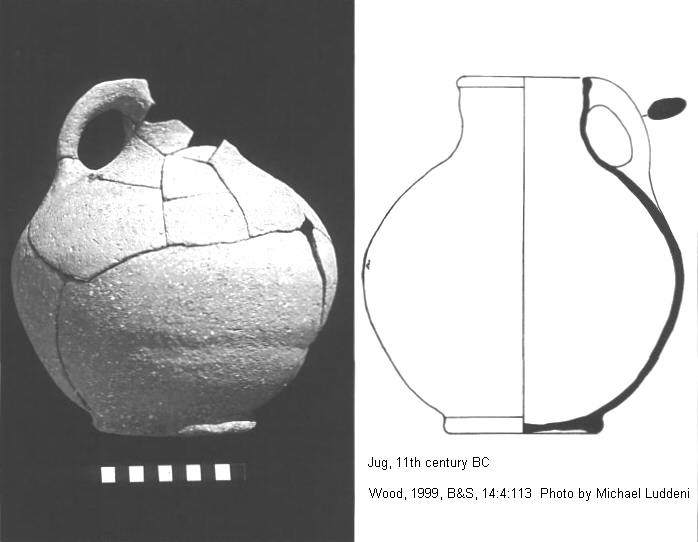 Jug, 11th century BC
Wood, 1999, B&S, 14:4:113  Photo by Michael Luddeni